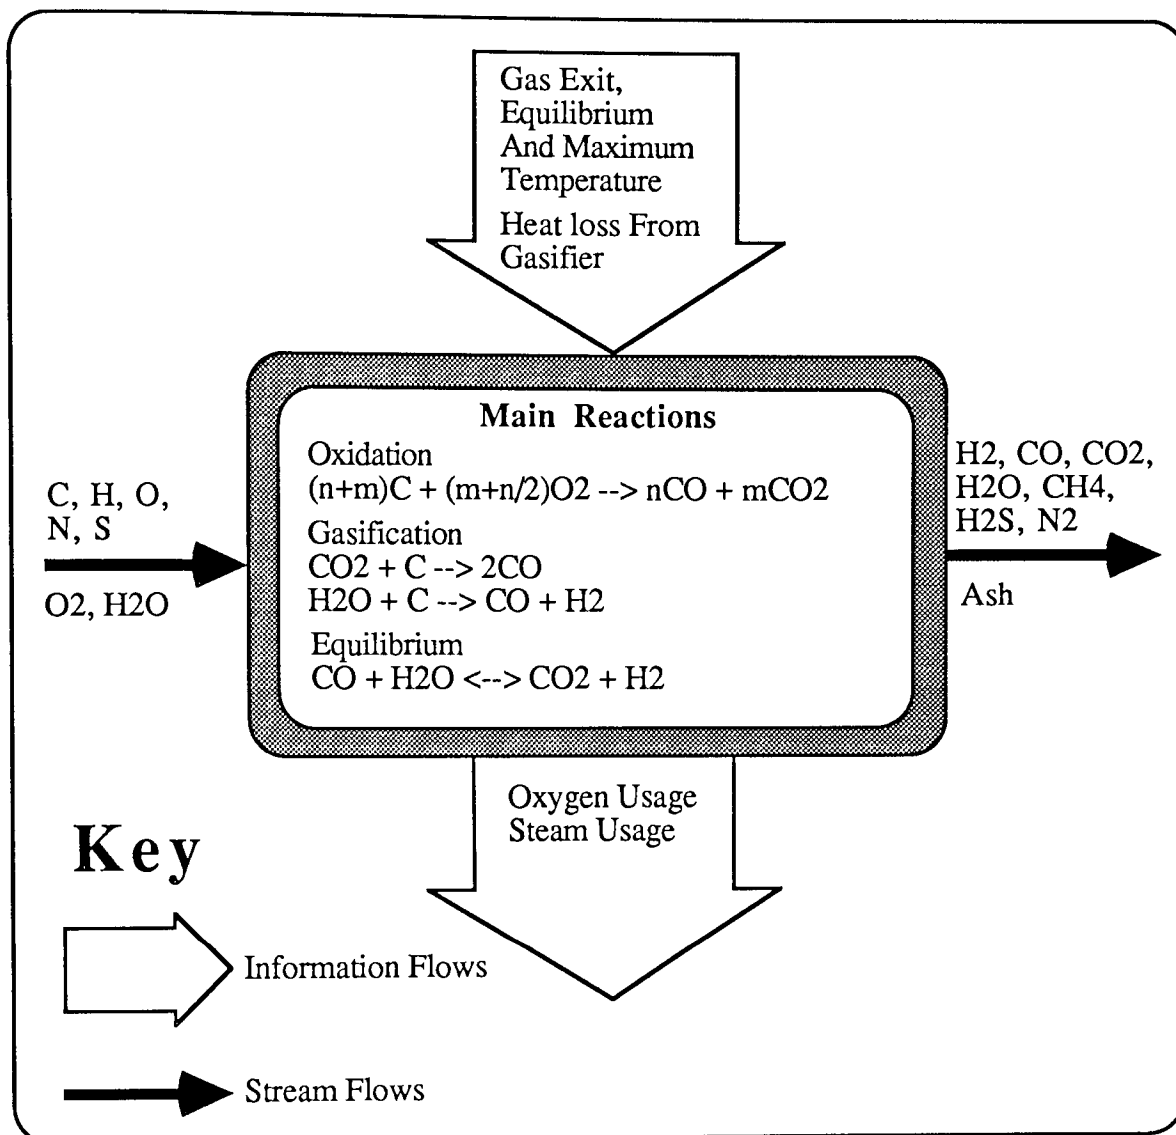 Gas Exit,
Equilibrium
And Maximum
Temperature
Heat loss From
Gasifier
Main Reactions
Oxidation
(n+m)C + (m+n/2)O2 --> nCO + mCO2
Gasification
CO2 + C --> 2CO
H2O + C --> CO + H2
Equilibrium
CO + H2O <--> CO2 + H2
C, H, O,
N, S
O2, H2O
H2, CO, CO2,
H2O, CH4,
H2S, N2
Ash
Oxygen Usage
Steam Usage
Key
Information Flows
Stream Flows